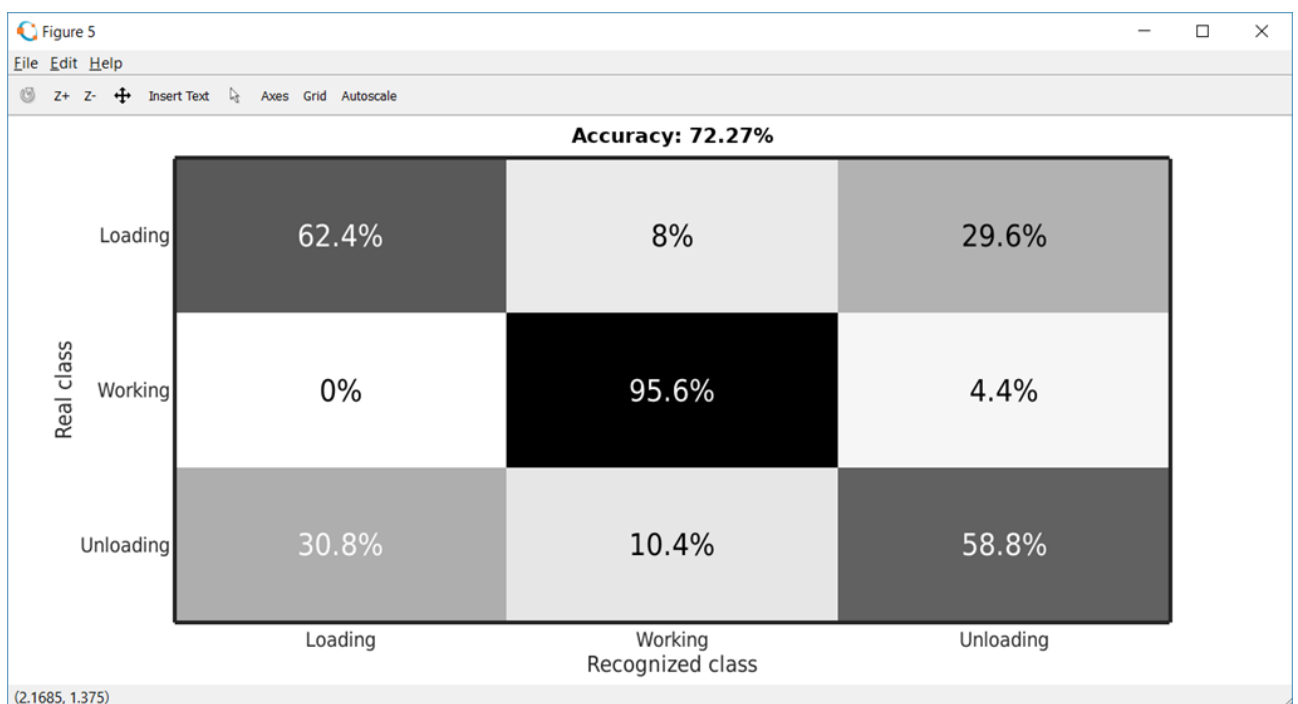 Figure 5
File Edit Help
Z+ Z- Insert Text Axes Grid Autoscale
Accuracy: 72.27%
Loading 62.4% 8% 29.6%
Real class
Working 0% 95.6% 4.4%
Unloading 30.8% 10.4% 58.8%
Loading Working Unloading
Recognized class
(2.1685, 1.375)